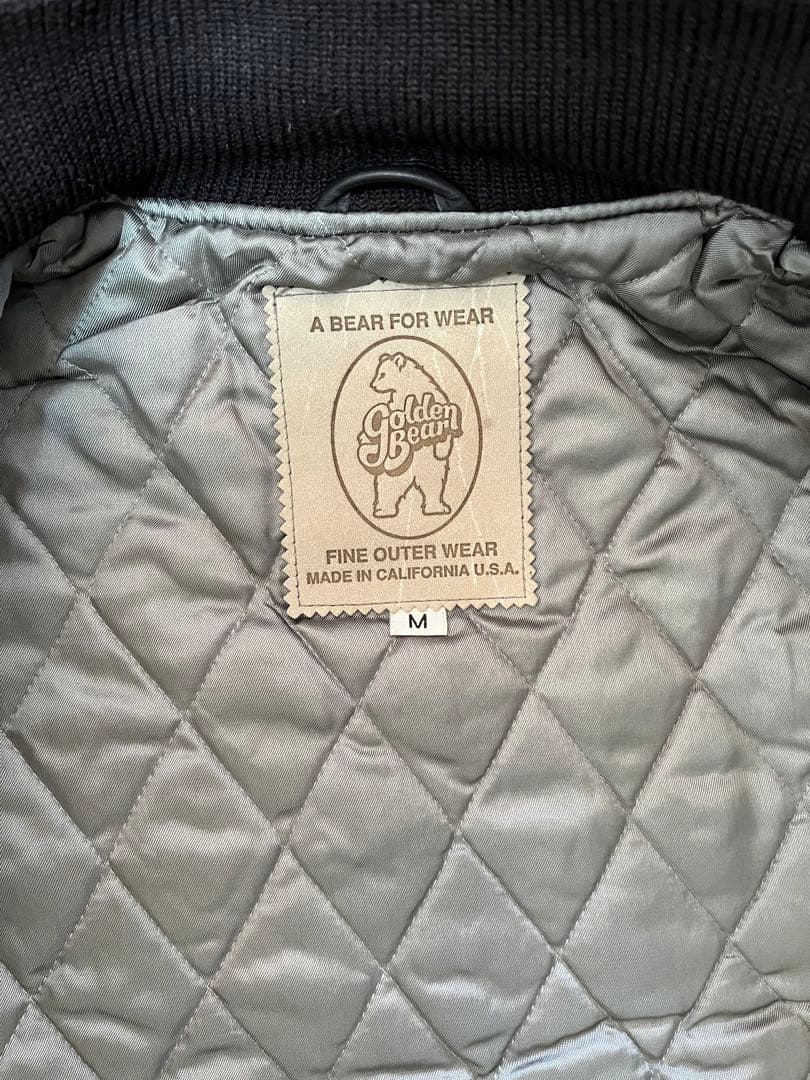 A BEAR FOR WEAR
Golden
Bear
FINE OUTER WEAR
MADE IN CALIFORNIA U.S.A.
M